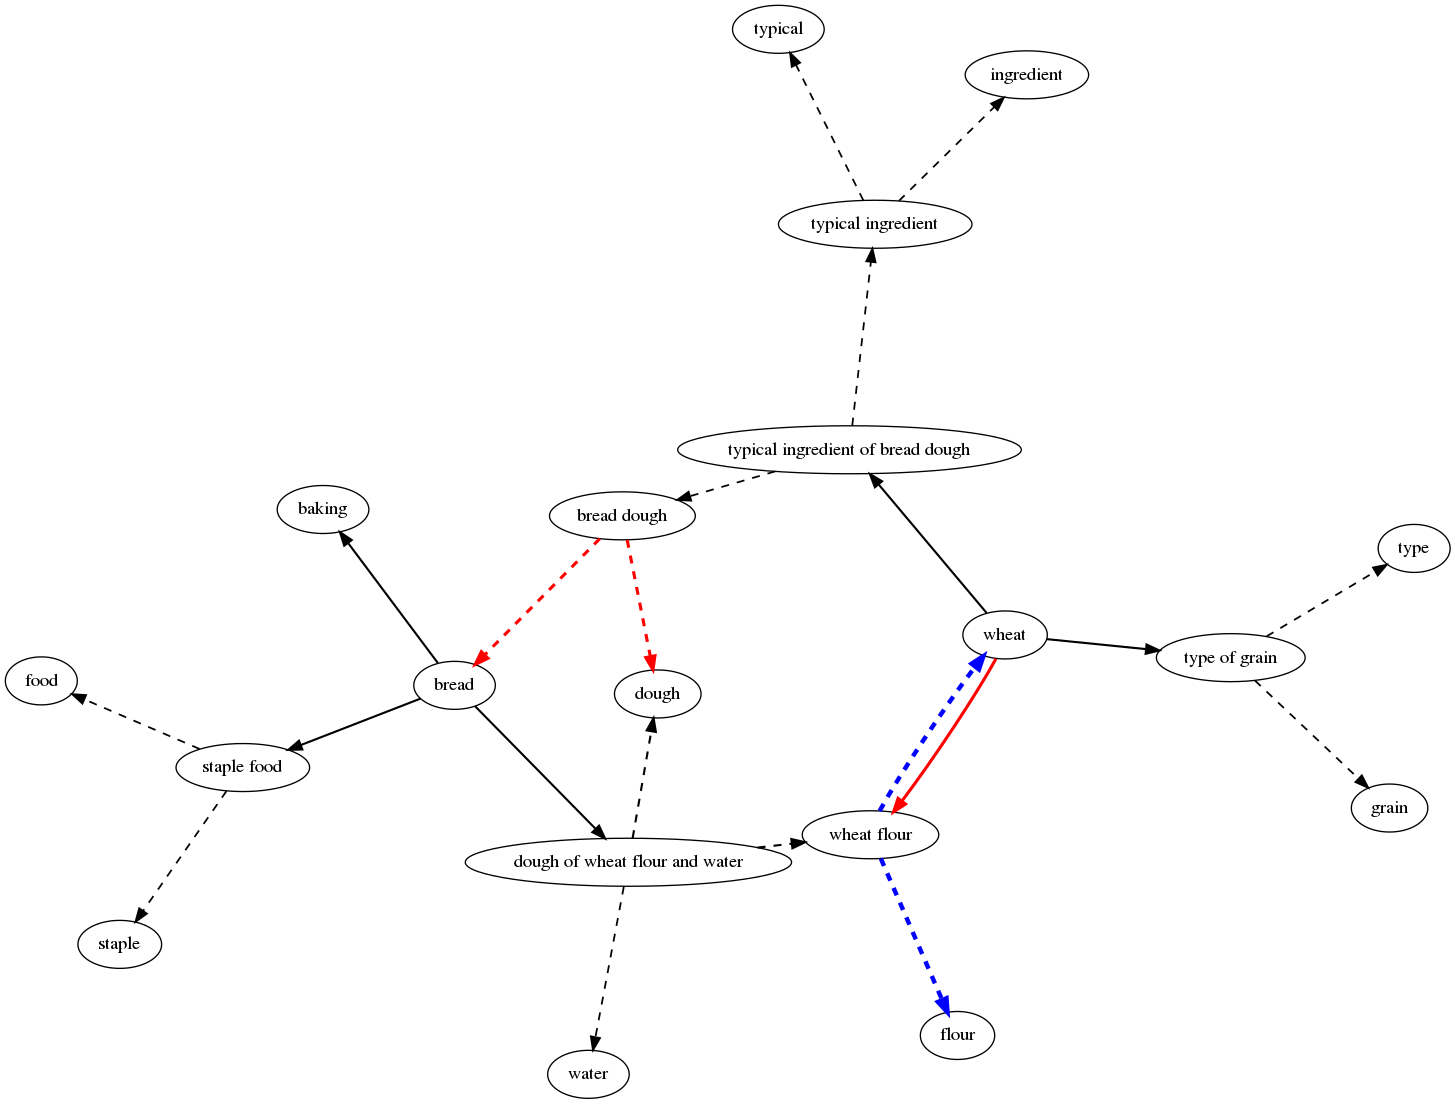 typical
ingredient
typical ingredient
typical ingredient of bread dough
baking
bread dough
type
wheat
type of grain
food
bread
dough
staple food
grain
wheat flour
dough of wheat flour and water
staple
flour
water